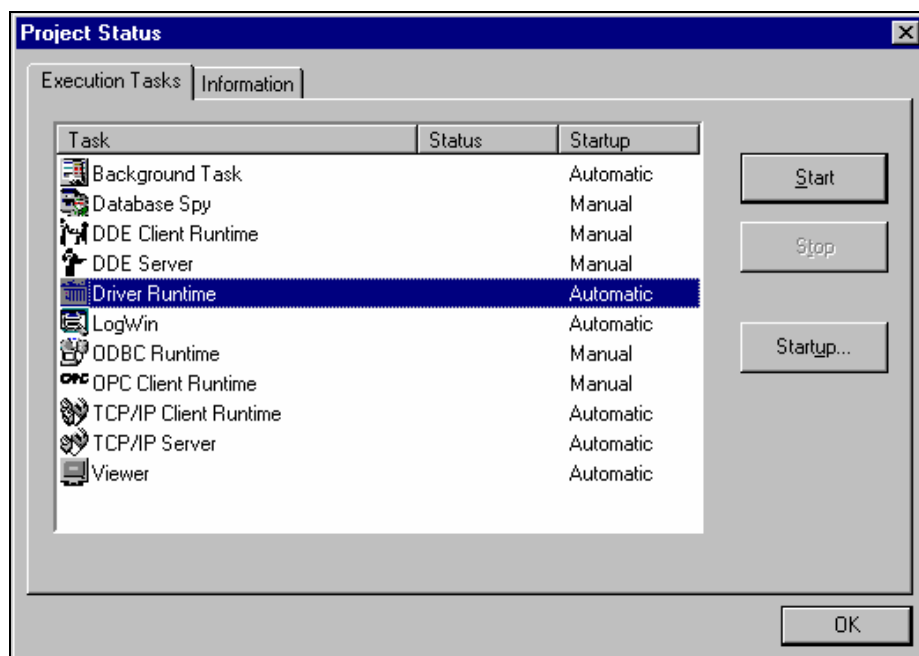 Project Status
Execution Tasks Information
Task Status Startup
Background Task Automatic
Database Spy Manual
DDE Client Runtime Manual
DDE Server Manual
Driver Runtime Automatic
LogWin Automatic
ODBC Runtime Manual
OPC OPC Client Runtime Manual
TCP/IP Client Runtime Automatic
TCP/IP Server Automatic
Viewer Automatic
Start
Stop
Startup...
OK